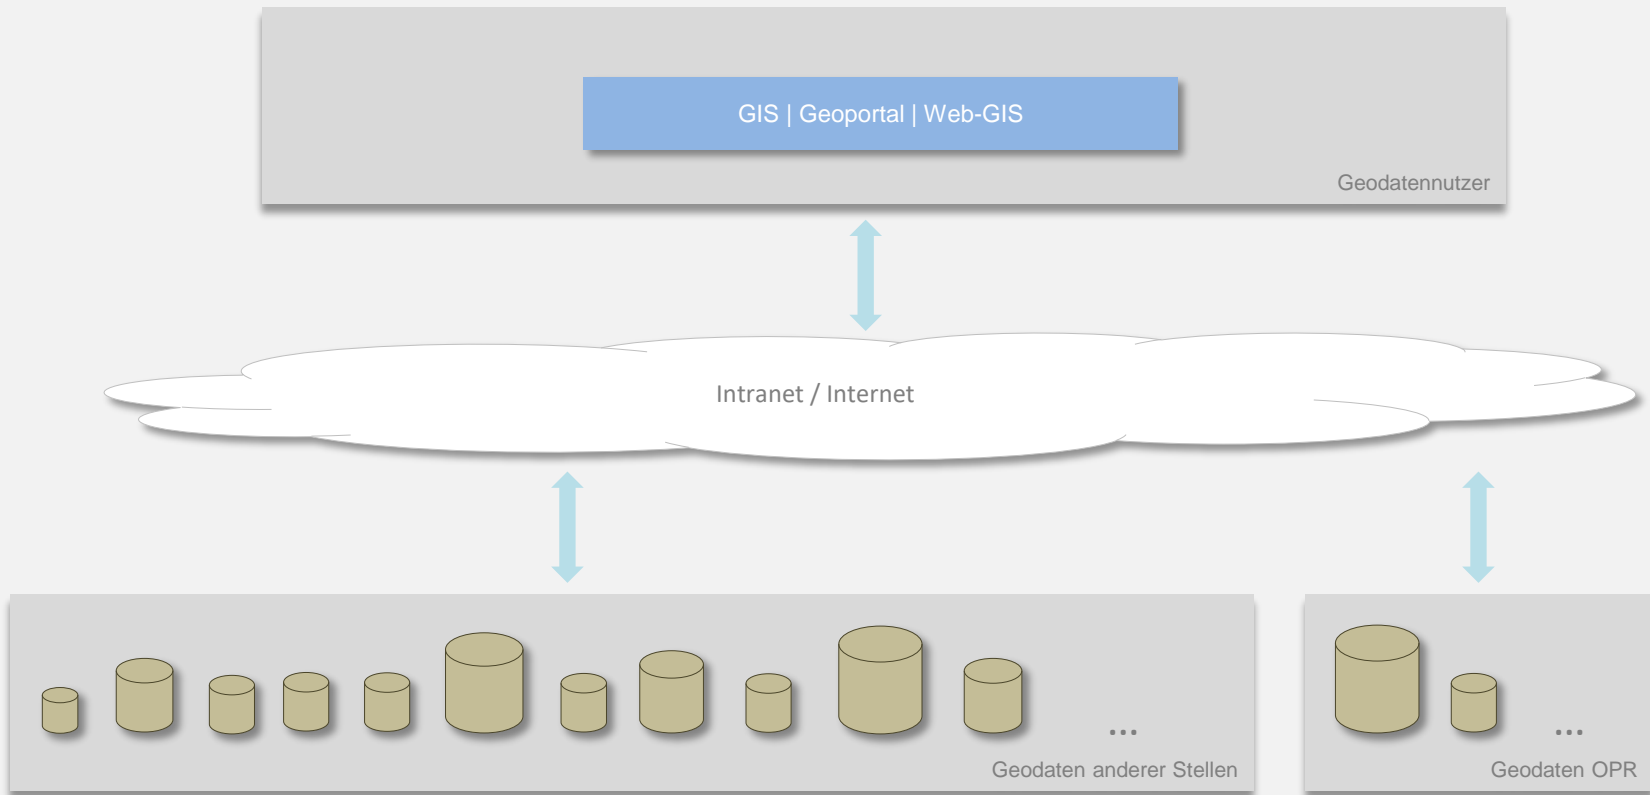 GIS | Geoportal | Web-GIS
Geodatennutzer
Intranet / Internet
...
Geodaten anderer Stellen
...
Geodaten OPR